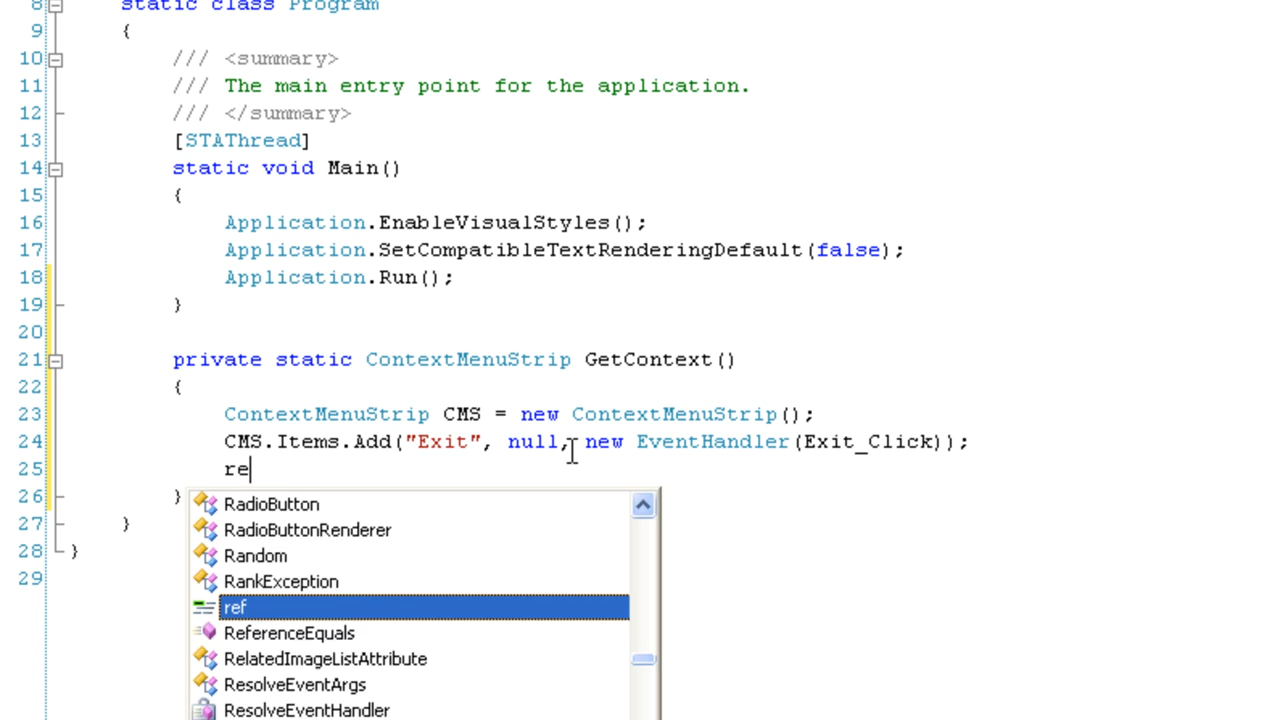 8 static class Program
9 {
10 /// <summary>
11 /// The main entry point for the application.
12 /// </summary>
13 [STAThread]
14 static void Main()
15 {
16 Application.EnableVisualStyles();
17 Application.SetCompatibleTextRenderingDefault(false);
18 Application.Run();
19 }
20
21 private static ContextMenuStrip GetContext()
22 {
23 ContextMenuStrip CMS = new ContextMenuStrip();
24 CMS.Items.Add("Exit", null, new EventHandler(Exit_Click));
25 re
26 }
27 }
28 }
29
RadioButton
RadioButtonRenderer
Random
RankException
ref
ReferenceEquals
RelatedImageListAttribute
ResolveEventArgs
ResolveEventHandler